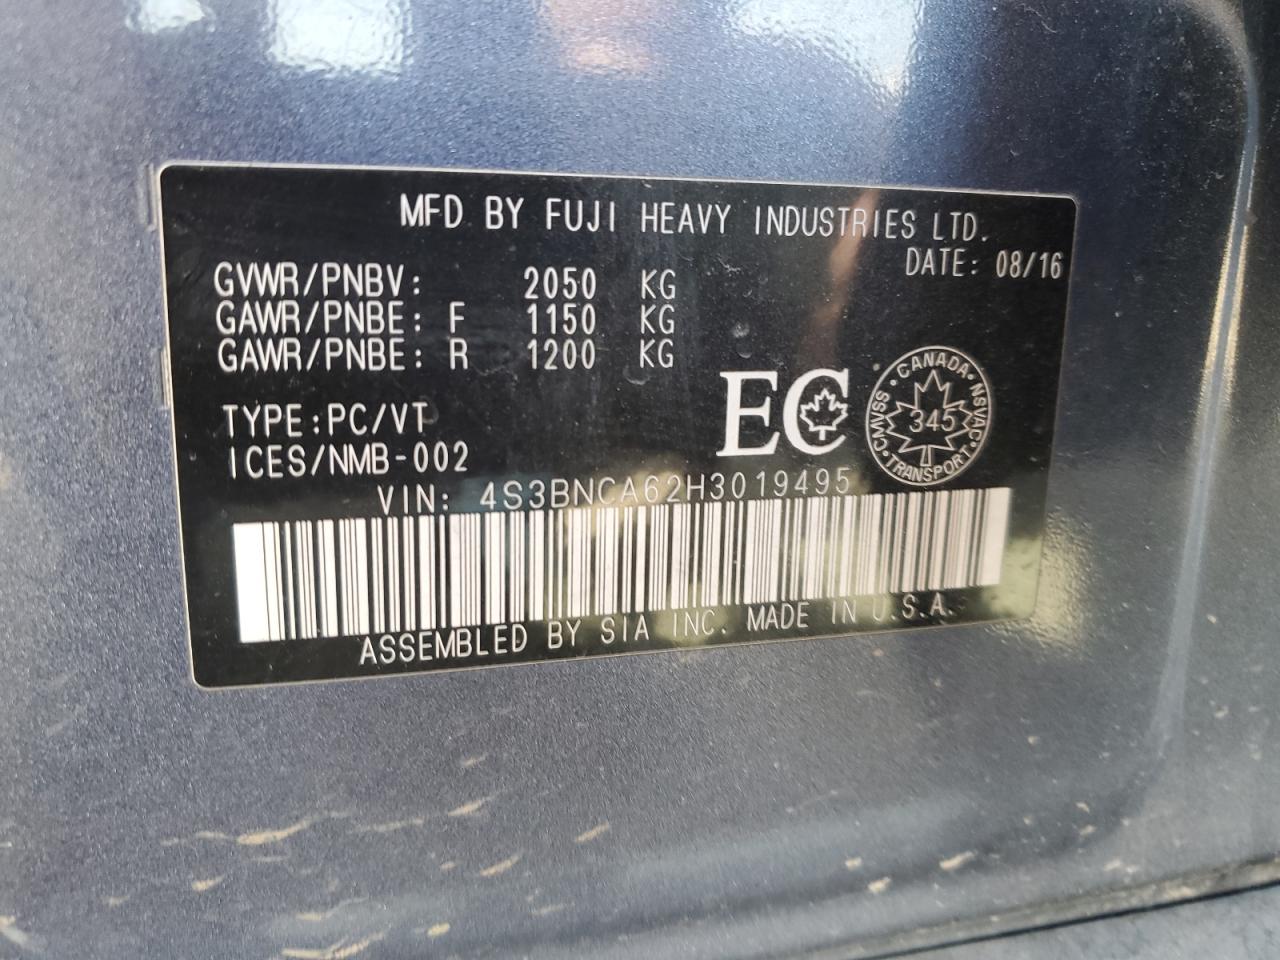 MFD BY FUJI HEAVY INDUSTRIES LTD.
DATE: 08/16
GVWR/PNBV: 2050 KG
GAWR/PNBE: F 1150 KG
GAWR/PNBE: R 1200 KG
TYPE:PC/VT
ICES/NMB-002
EC
CANADA • NSVAC • TRANSPORT • CMVSS •
345
VIN: 4S3BNCA62H3019495
ASSEMBLED BY SIA INC. MADE IN U.S.A.